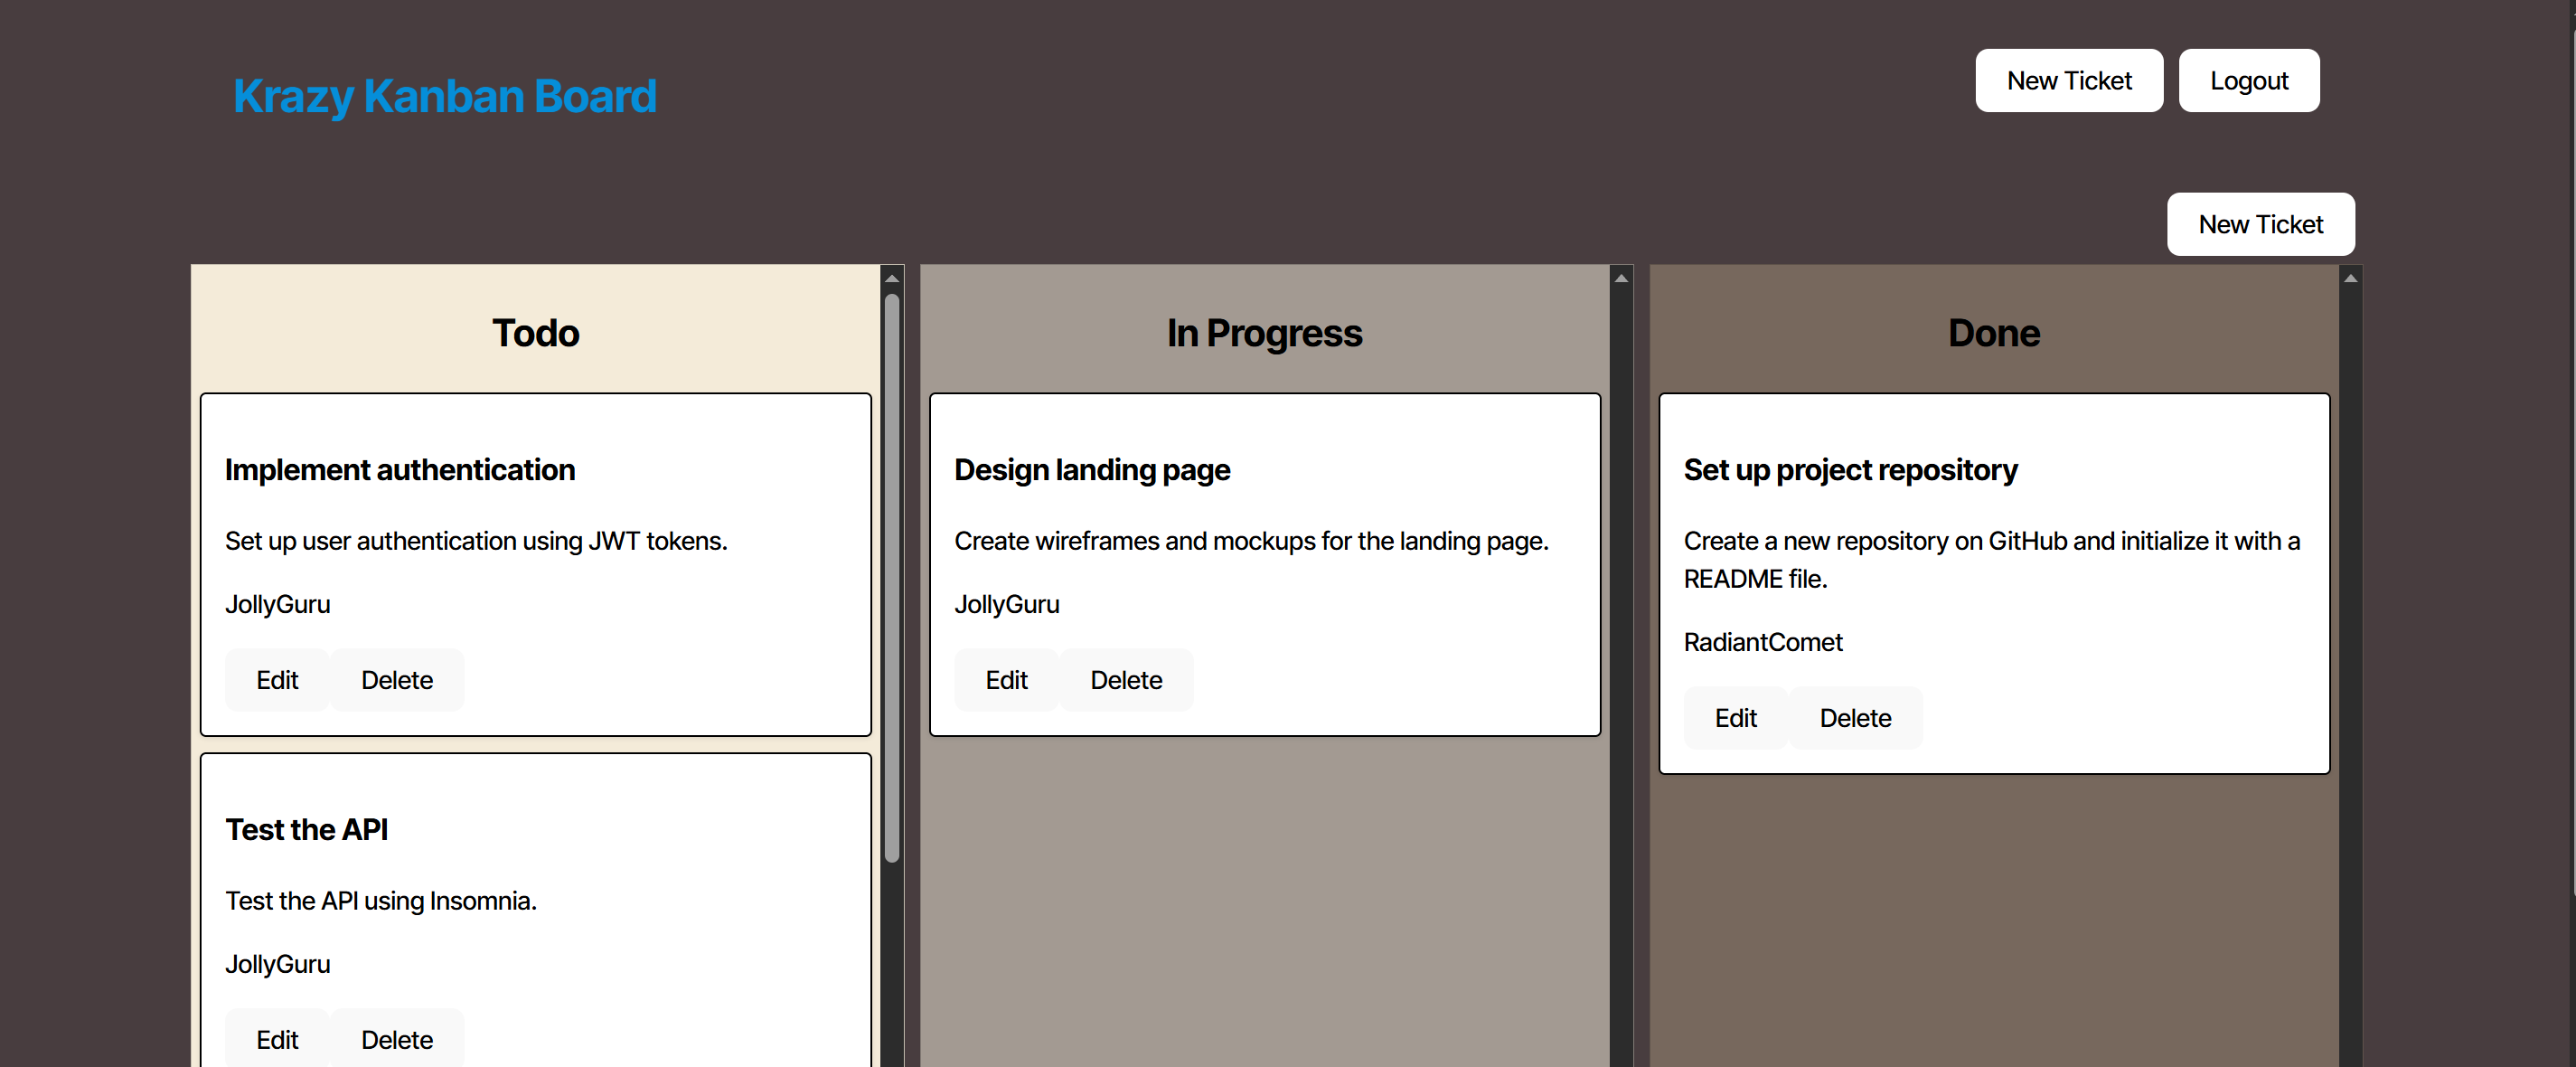 Krazy Kanban Board
New Ticket
Logout
New Ticket
Todo
Implement authentication
Set up user authentication using JWT tokens.
JollyGuru
Edit
Delete
Test the API
Test the API using Insomnia.
JollyGuru
Edit
Delete
In Progress
Design landing page
Create wireframes and mockups for the landing page.
JollyGuru
Edit
Delete
Done
Set up project repository
Create a new repository on GitHub and initialize it with a
README file.
RadiantComet
Edit
Delete